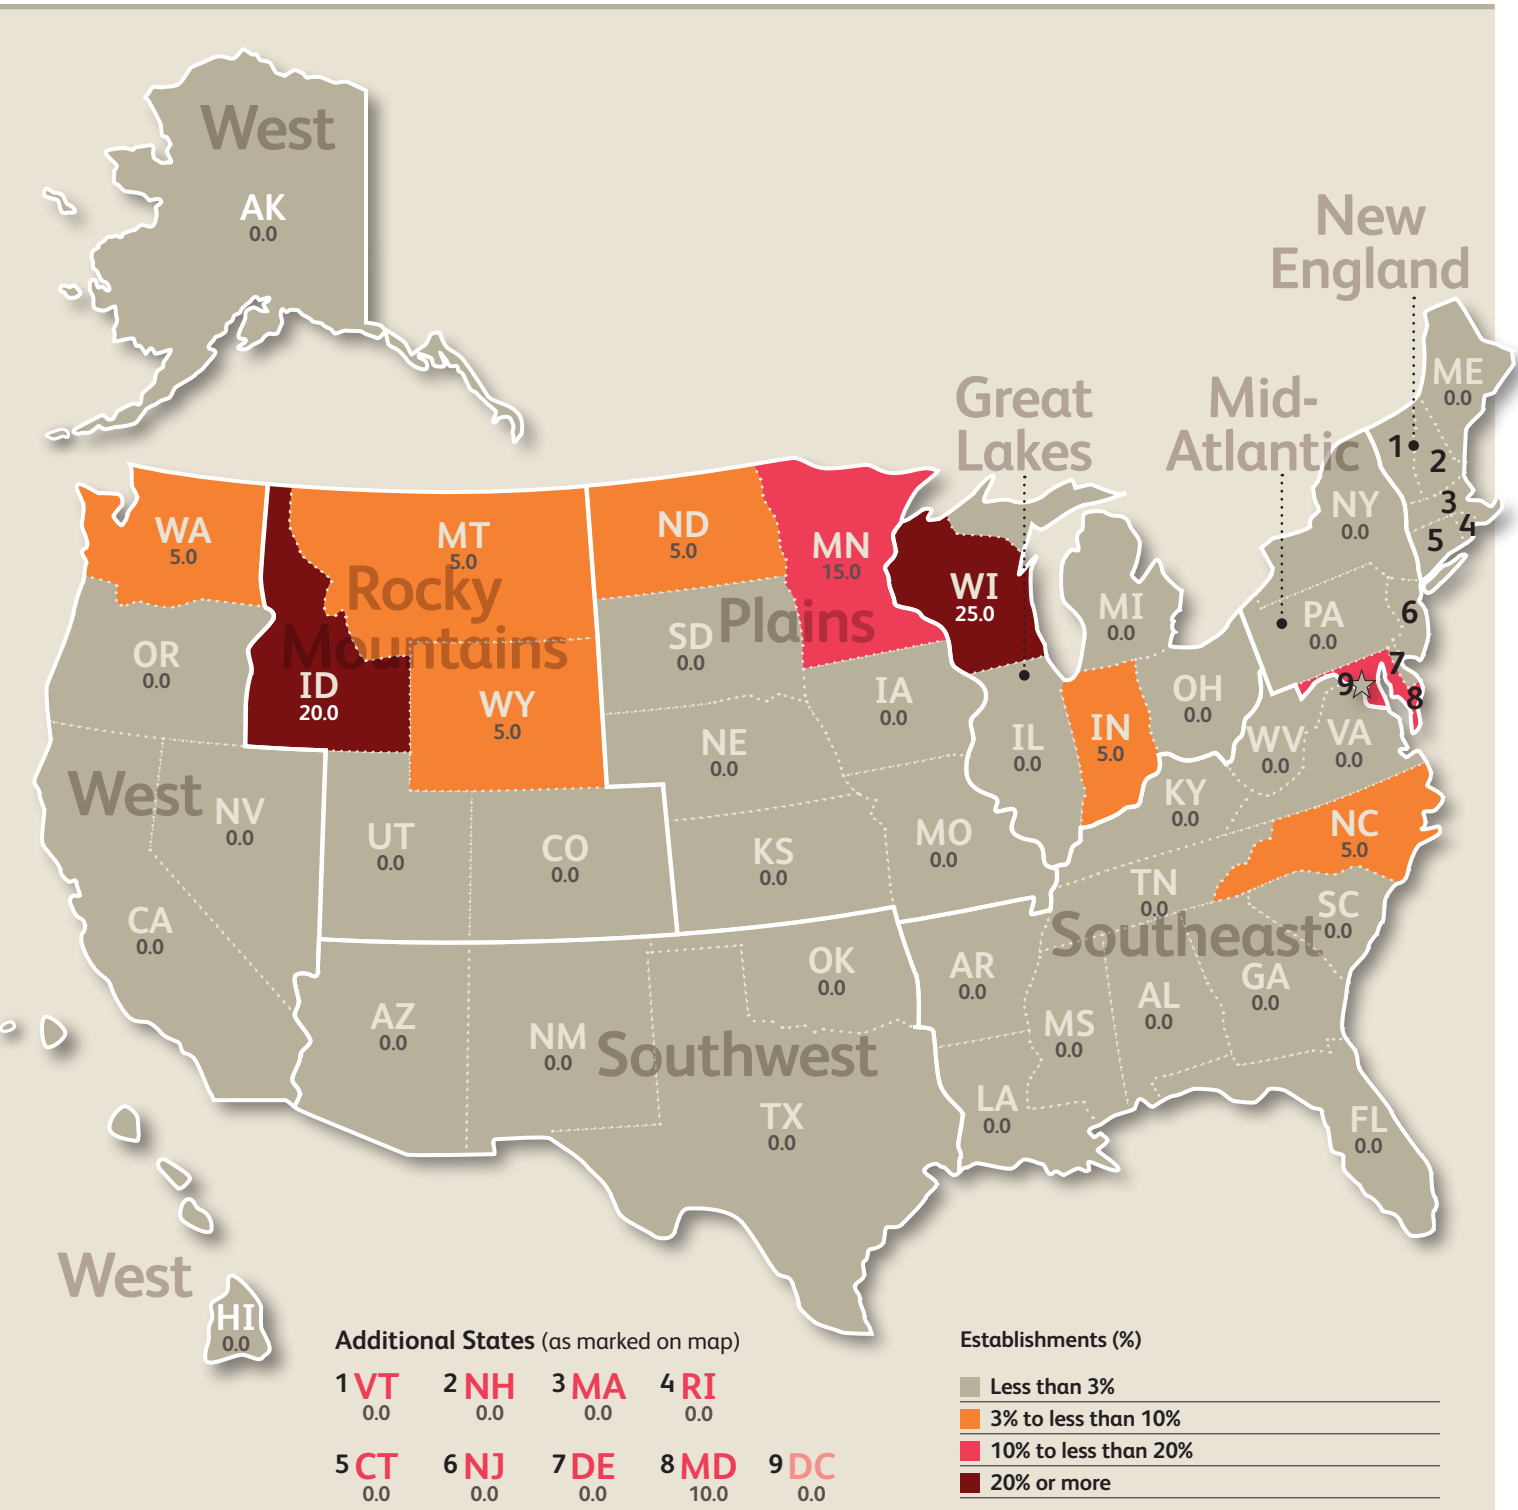 West
AK
0.0
New
England
ME
0.0
Great
Lakes
Mid-
Atlantic
1
2
3
4
5
NY
0.0
WA
5.0
MT
5.0
ND
5.0
MN
15.0
WI
25.0
MI
0.0
PA
0.0
6
7
8
9
Rocky
Mountains
Plains
OR
0.0
ID
20.0
WY
5.0
SD
0.0
IA
0.0
NE
0.0
IL
0.0
IN
5.0
OH
0.0
WV
0.0
VA
0.0
West
NV
0.0
UT
0.0
CO
0.0
KS
0.0
MO
0.0
KY
0.0
NC
5.0
TN
0.0
SC
0.0
CA
0.0
Southeast
AZ
0.0
NM
0.0
OK
0.0
AR
0.0
MS
0.0
AL
0.0
GA
0.0
Southwest
TX
0.0
LA
0.0
FL
0.0
West
HI
0.0
Additional States (as marked on map)
1 VT 2 NH 3 MA 4 RI
0.0 0.0 0.0 0.0
5 CT 6 NJ 7 DE 8 MD 9 DC
0.0 0.0 0.0 10.0 0.0
Establishments (%)
Less than 3%
3% to less than 10%
10% to less than 20%
20% or more